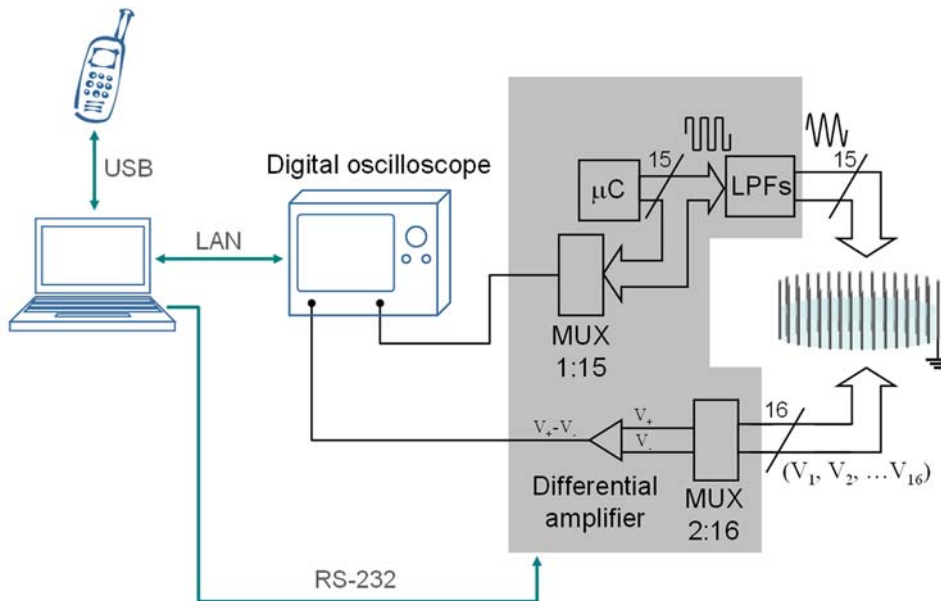 USB
Digital oscilloscope
LAN
15
μC
LPFs
15
MUX
1:15
16
V+
V-
V+-V-
(V1, V2, …V16)
Differential
amplifier
MUX
2:16
RS-232